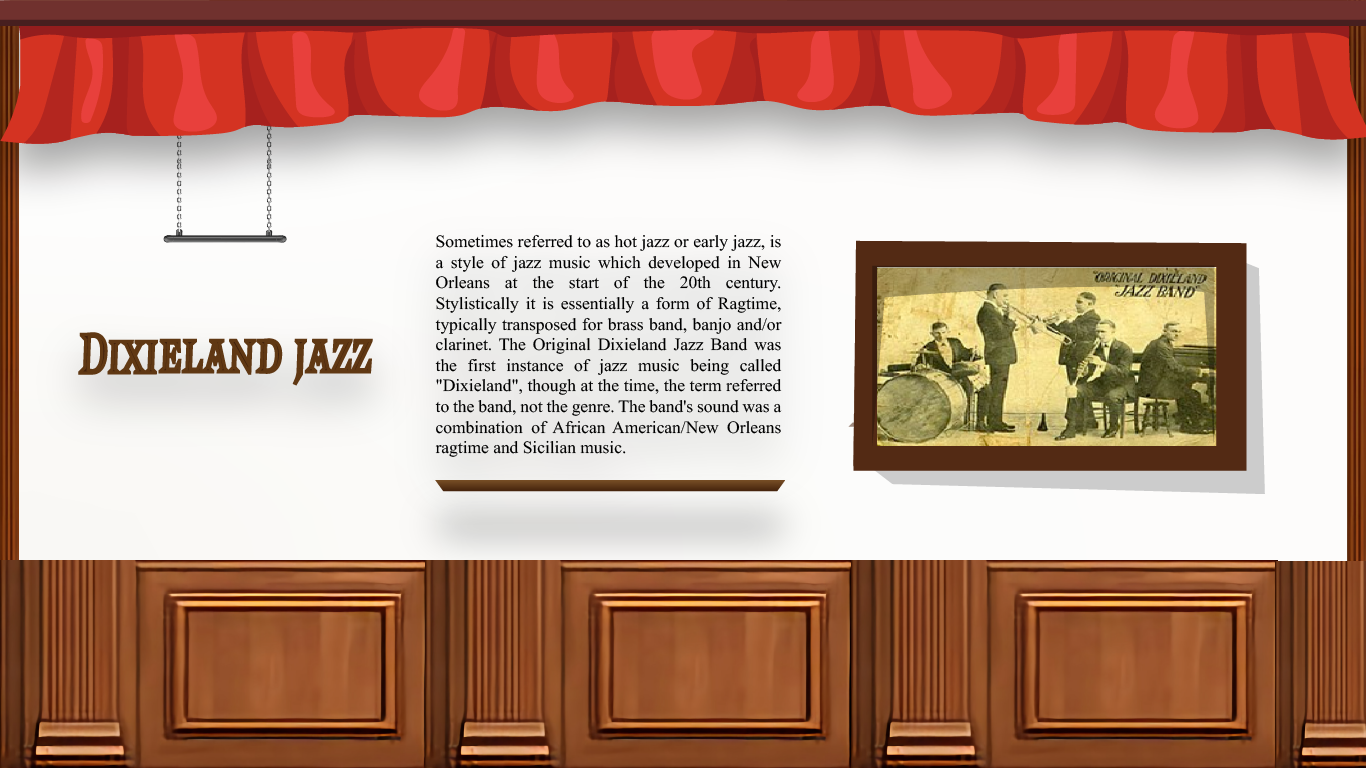 DIXIELAND JAZZ
Sometimes referred to as hot jazz or early jazz, is
a style of jazz music which developed in New
Orleans at the start of the 20th century.
Stylistically it is essentially a form of Ragtime,
typically transposed for brass band, banjo and/or
clarinet. The Original Dixieland Jazz Band was
the first instance of jazz music being called
"Dixieland", though at the time, the term referred
to the band, not the genre. The band's sound was a
combination of African American/New Orleans
ragtime and Sicilian music.
"ORIGINAL DIXIELAND
JAZZ BAND"